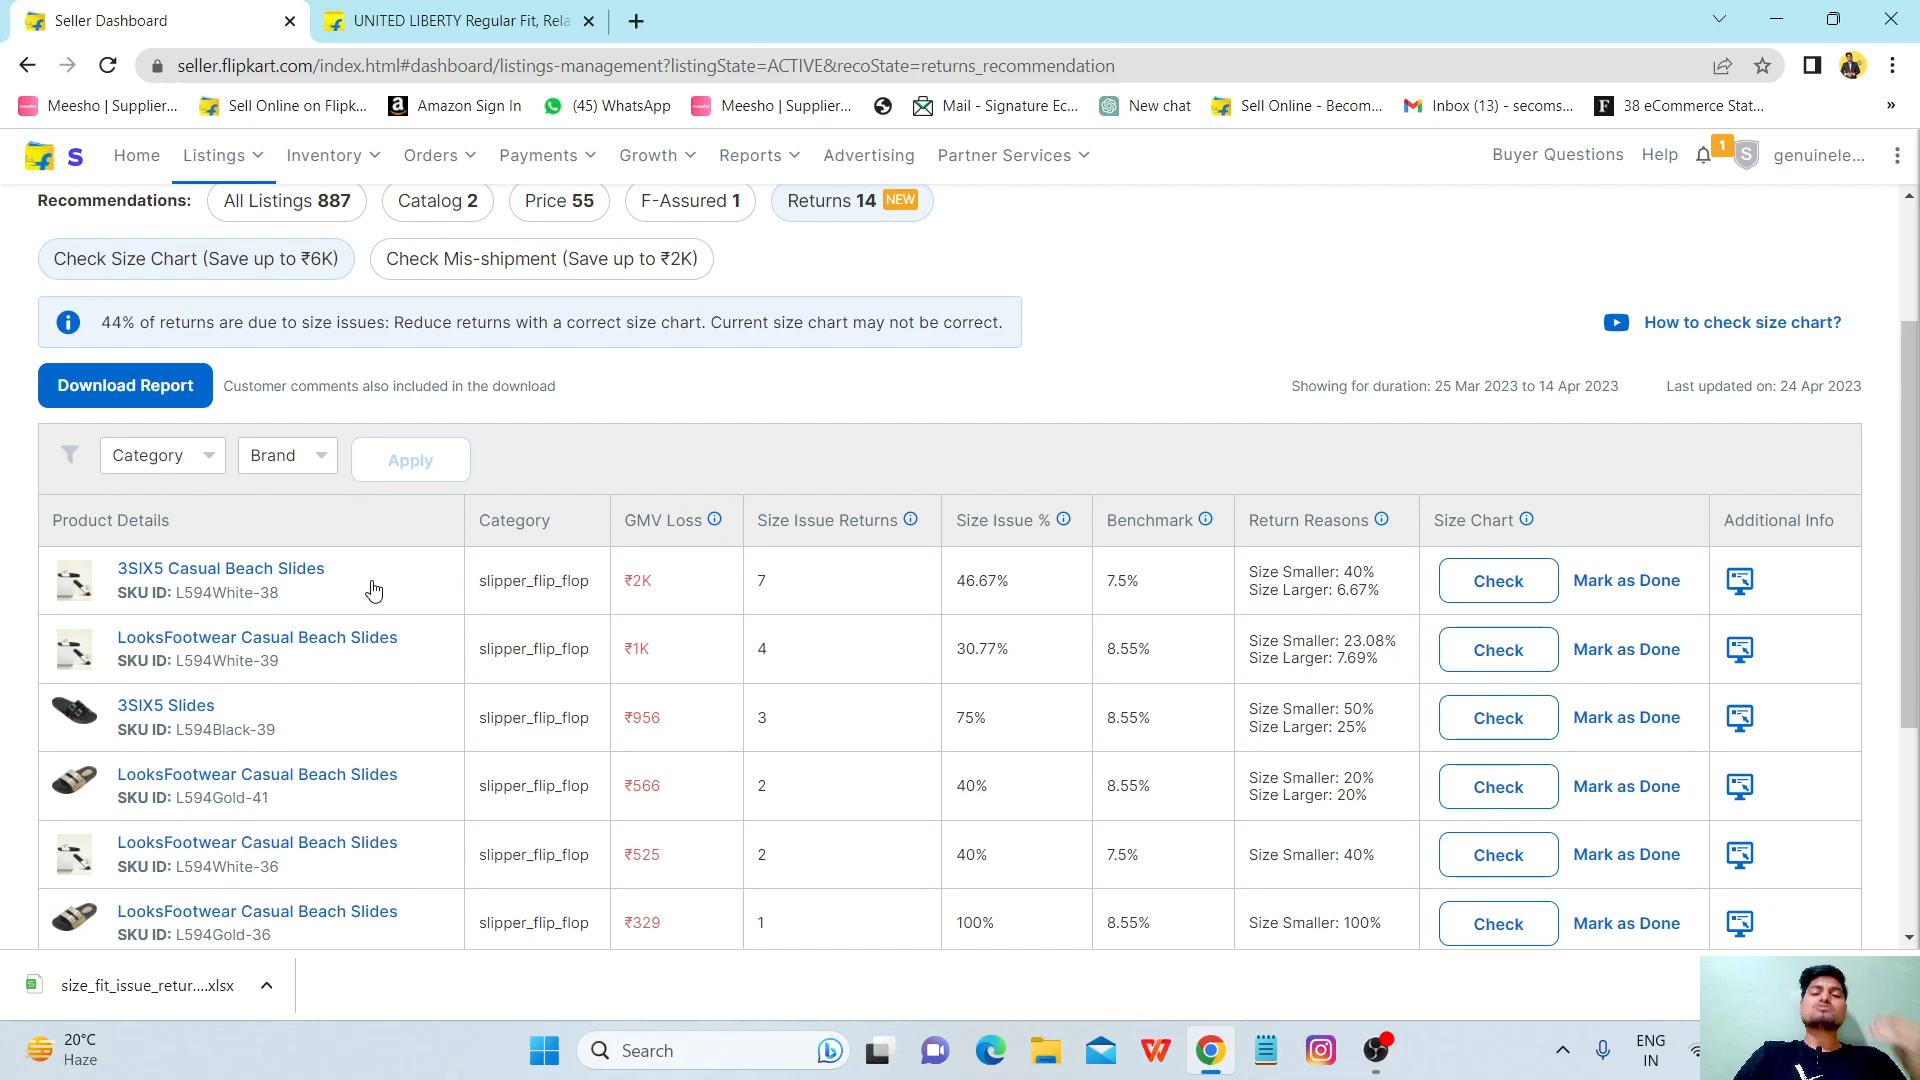 Seller Dashboard
UNITED LIBERTY Regular Fit, Rela
seller.flipkart.com/index.html#dashboard/listings-management?listingState=ACTIVE&recoState=returns_recommendation
Meesho | Supplier...
Sell Online on Flipk...
Amazon Sign In
(45) WhatsApp
Meesho | Supplier...
Mail - Signature Ec...
New chat
Sell Online - Becom...
Inbox (13) - secoms...
38 eCommerce Stat...
»
Home
Listings
Inventory
Orders
Payments
Growth
Reports
Advertising
Partner Services
Buyer Questions
Help
1
S
genuinele...
Recommendations:
All Listings 887
Catalog 2
Price 55
F-Assured 1
Returns 14 NEW
Check Size Chart (Save up to ₹6K)
Check Mis-shipment (Save up to ₹2K)
44% of returns are due to size issues: Reduce returns with a correct size chart. Current size chart may not be correct.
How to check size chart?
Download Report
Customer comments also included in the download
Showing for duration: 25 Mar 2023 to 14 Apr 2023
Last updated on: 24 Apr 2023
Category
Brand
Apply
Product Details
Category
GMV Loss
Size Issue Returns
Size Issue %
Benchmark
Return Reasons
Size Chart
Additional Info
3SIX5 Casual Beach Slides
SKU ID: L594White-38
slipper_flip_flop
₹2K
7
46.67%
7.5%
Size Smaller: 40%
Size Larger: 6.67%
Check
Mark as Done
LooksFootwear Casual Beach Slides
SKU ID: L594White-39
slipper_flip_flop
₹1K
4
30.77%
8.55%
Size Smaller: 23.08%
Size Larger: 7.69%
Check
Mark as Done
3SIX5 Slides
SKU ID: L594Black-39
slipper_flip_flop
₹956
3
75%
8.55%
Size Smaller: 50%
Size Larger: 25%
Check
Mark as Done
LooksFootwear Casual Beach Slides
SKU ID: L594Gold-41
slipper_flip_flop
₹566
2
40%
8.55%
Size Smaller: 20%
Size Larger: 20%
Check
Mark as Done
LooksFootwear Casual Beach Slides
SKU ID: L594White-36
slipper_flip_flop
₹525
2
40%
7.5%
Size Smaller: 40%
Check
Mark as Done
LooksFootwear Casual Beach Slides
SKU ID: L594Gold-36
slipper_flip_flop
₹329
1
100%
8.55%
Size Smaller: 100%
Check
Mark as Done
size_fit_issue_retur....xlsx
20°C
Haze
Search
ENG
IN